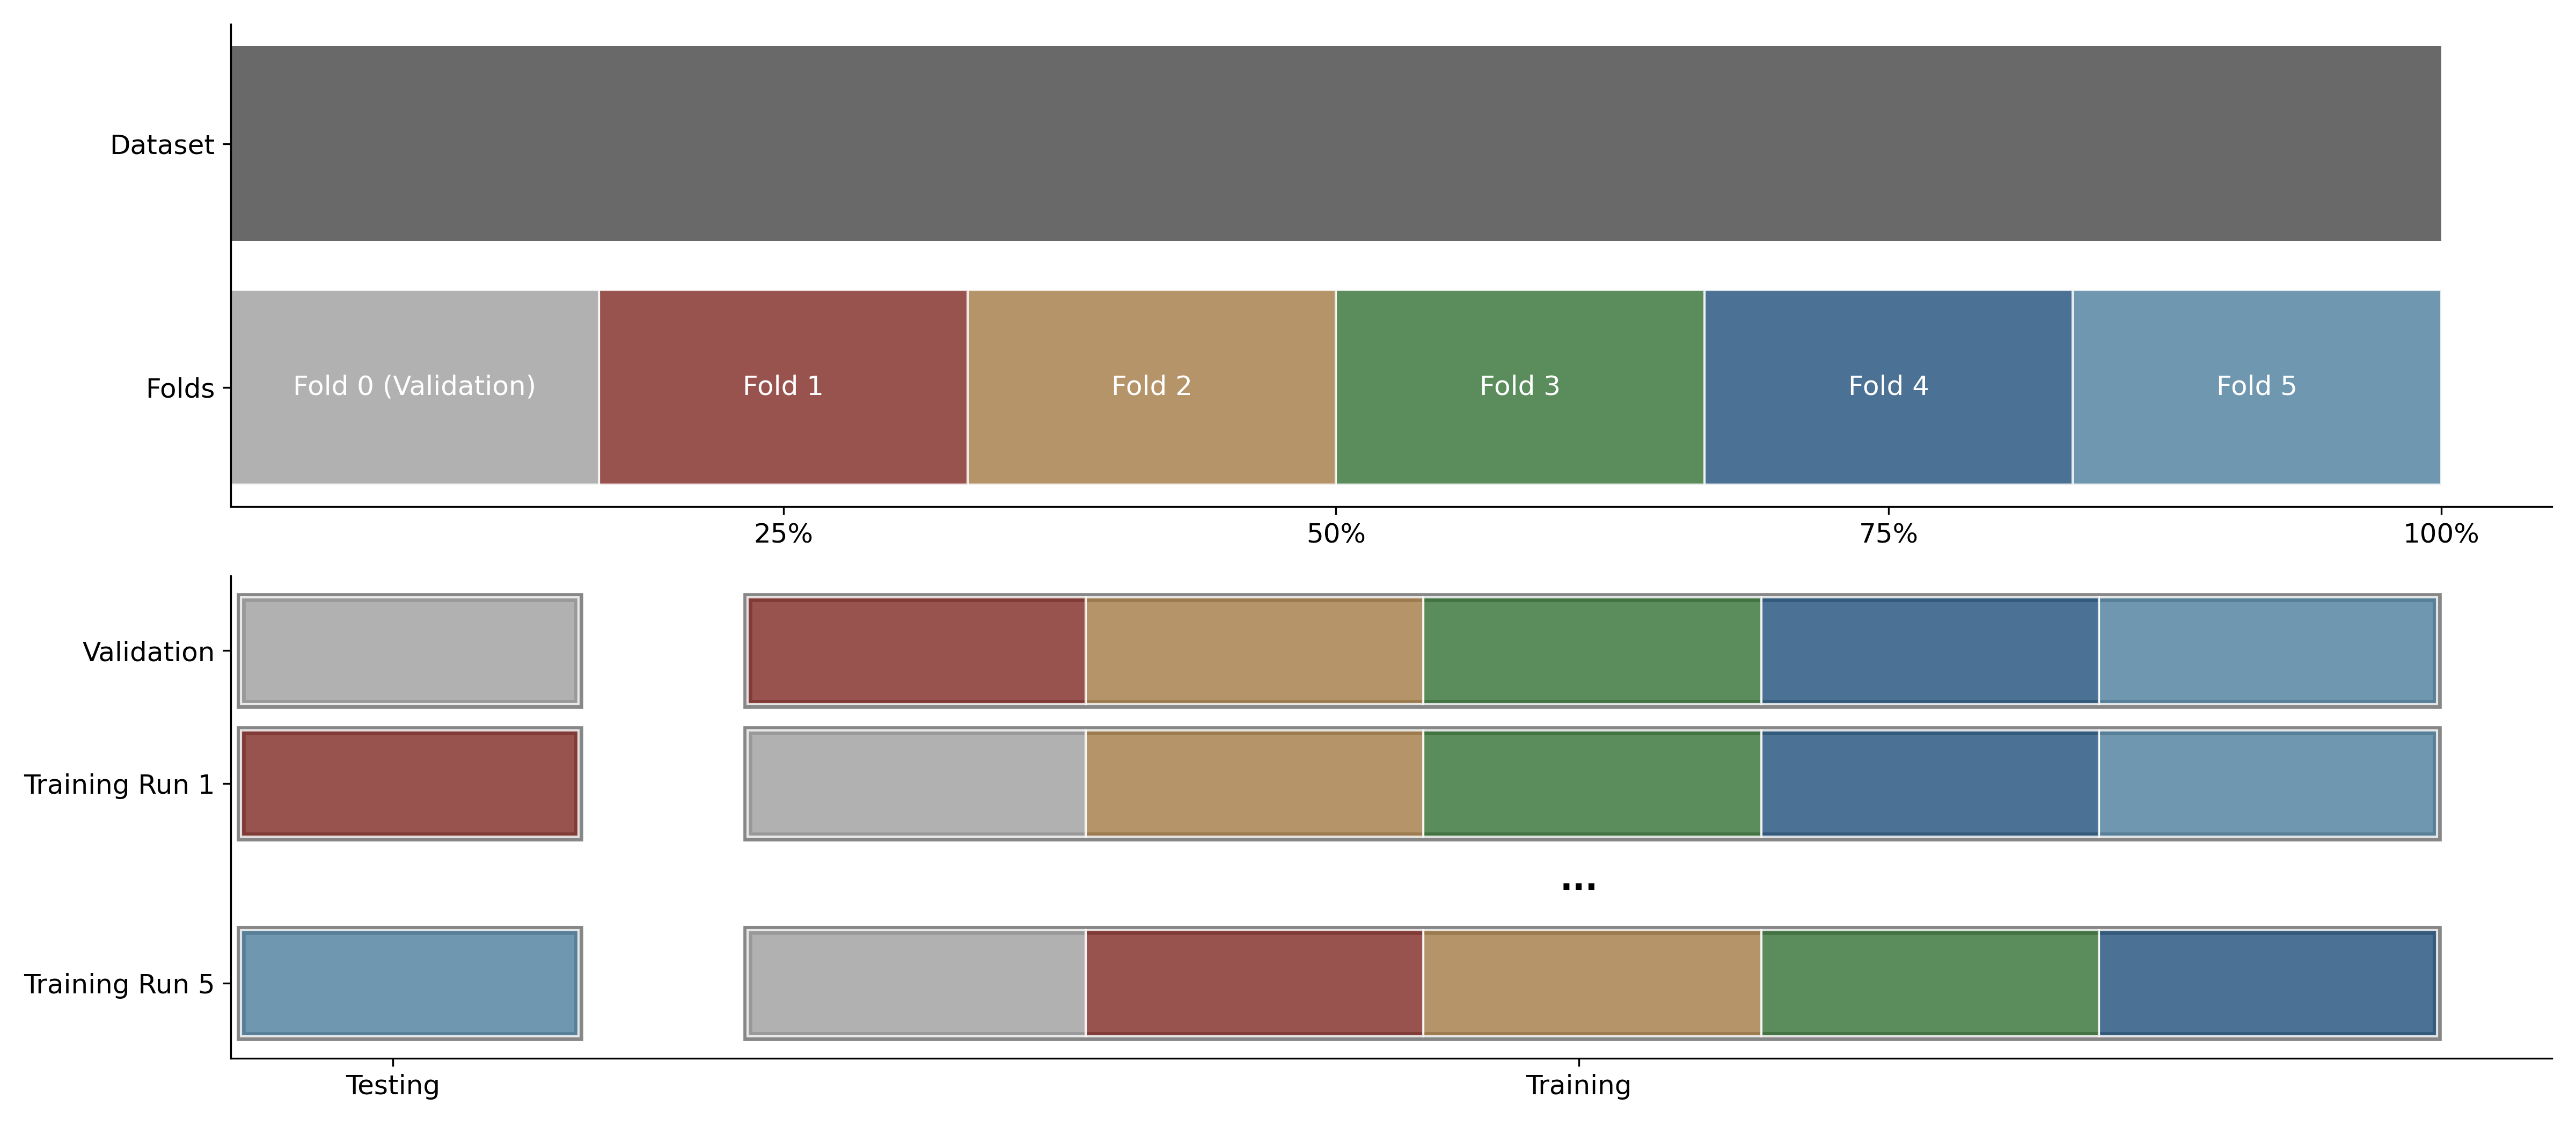 Dataset
Folds
Fold 0 (Validation)
Fold 1
Fold 2
Fold 3
Fold 4
Fold 5
25%
50%
75%
100%
Validation
Training Run 1
...
Training Run 5
Testing
Training